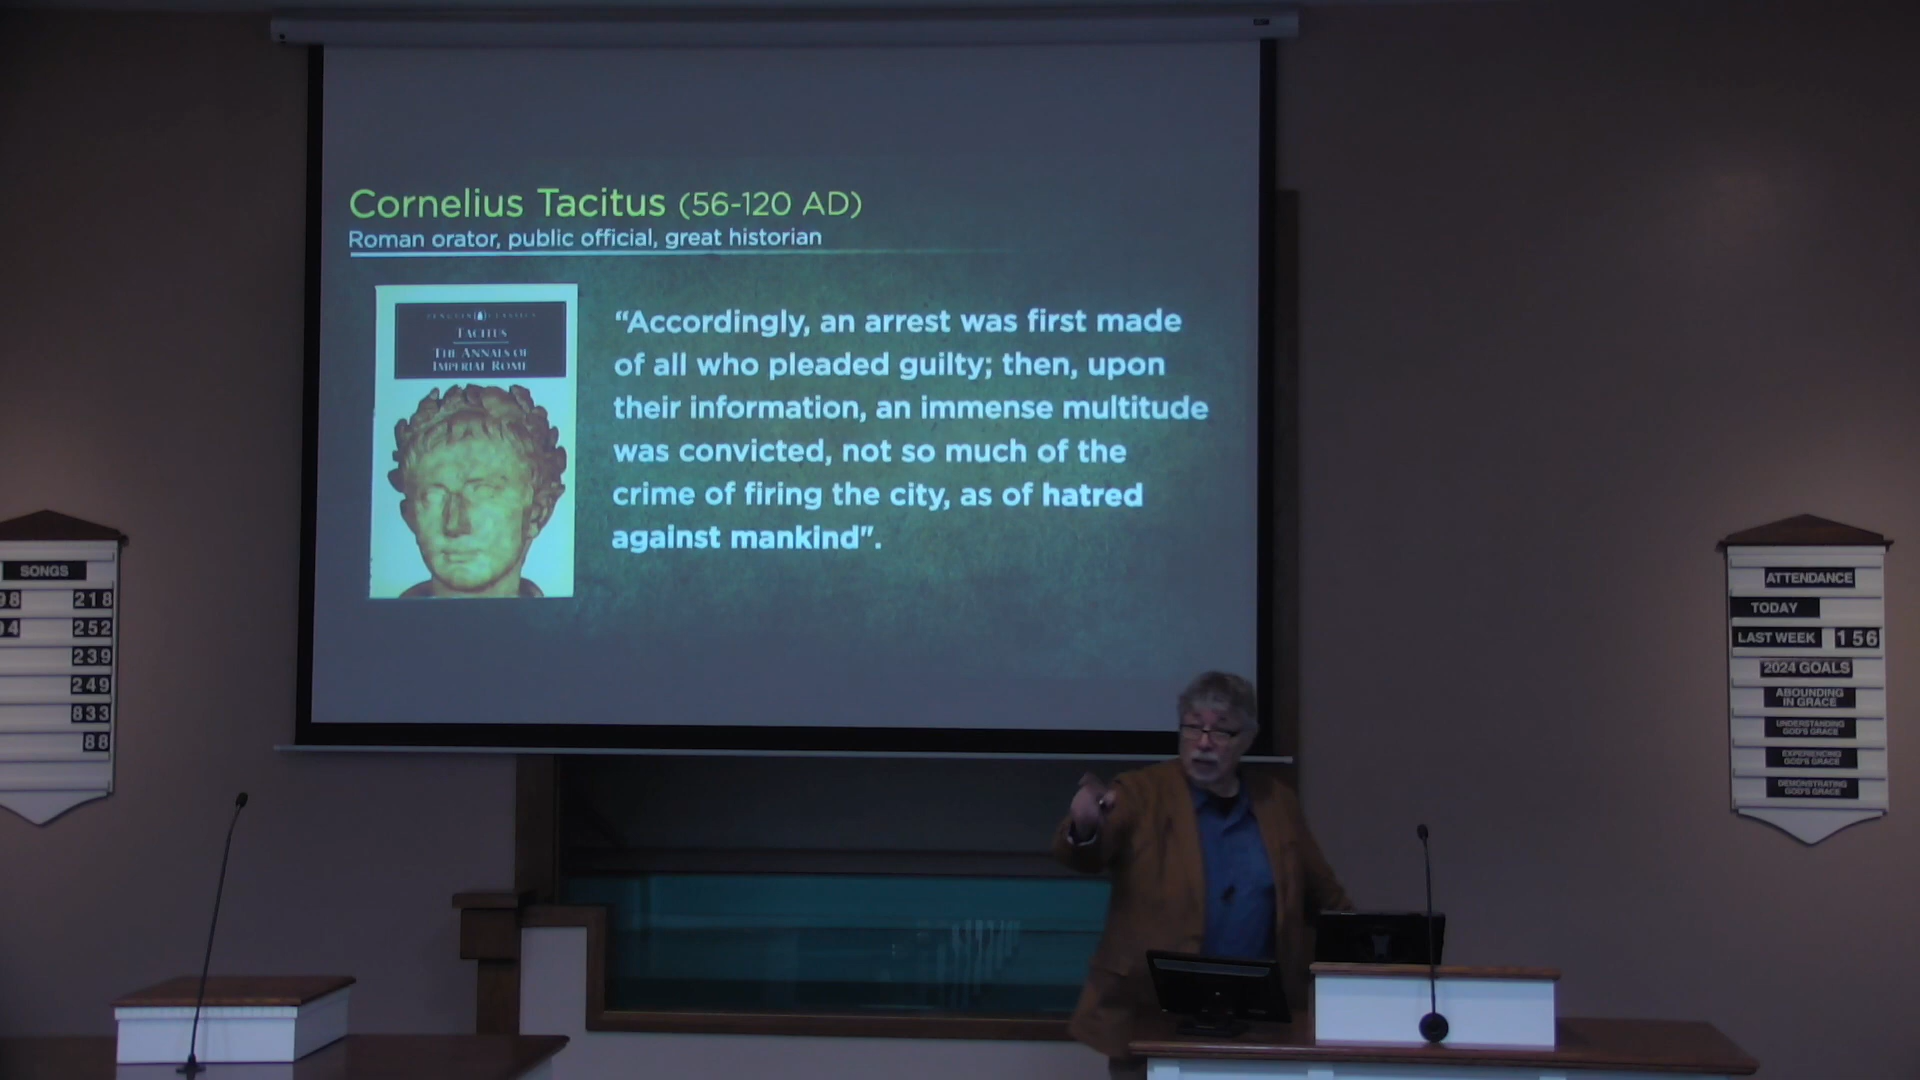 Cornelius Tacitus (56-120 AD)
Roman orator, public official, great historian
PENGUIN CLASSICS
TACITUS
THE ANNALS OF
IMPERIAL ROME
“Accordingly, an arrest was first made
of all who pleaded guilty; then, upon
their information, an immense multitude
was convicted, not so much of the
crime of firing the city, as of hatred
against mankind”.
SONGS
98 218
94 252
239
249
833
88
ATTENDANCE
TODAY
LAST WEEK 156
2024 GOALS
ABOUNDING
IN GRACE
UNDERSTANDING
GOD'S GRACE
EXPERIENCING
GOD'S GRACE
DEMONSTRATING
GOD'S GRACE